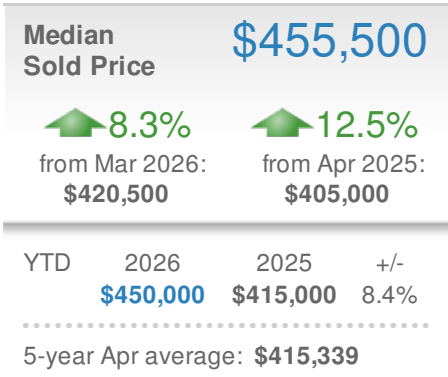 Median $455,500
Sold Price
8.3% 12.5%
from Mar 2026: from Apr 2025:
$420,500 $405,000
YTD 2026 2025 +/-
$450,000 $415,000 8.4%
5-year Apr average: $415,339